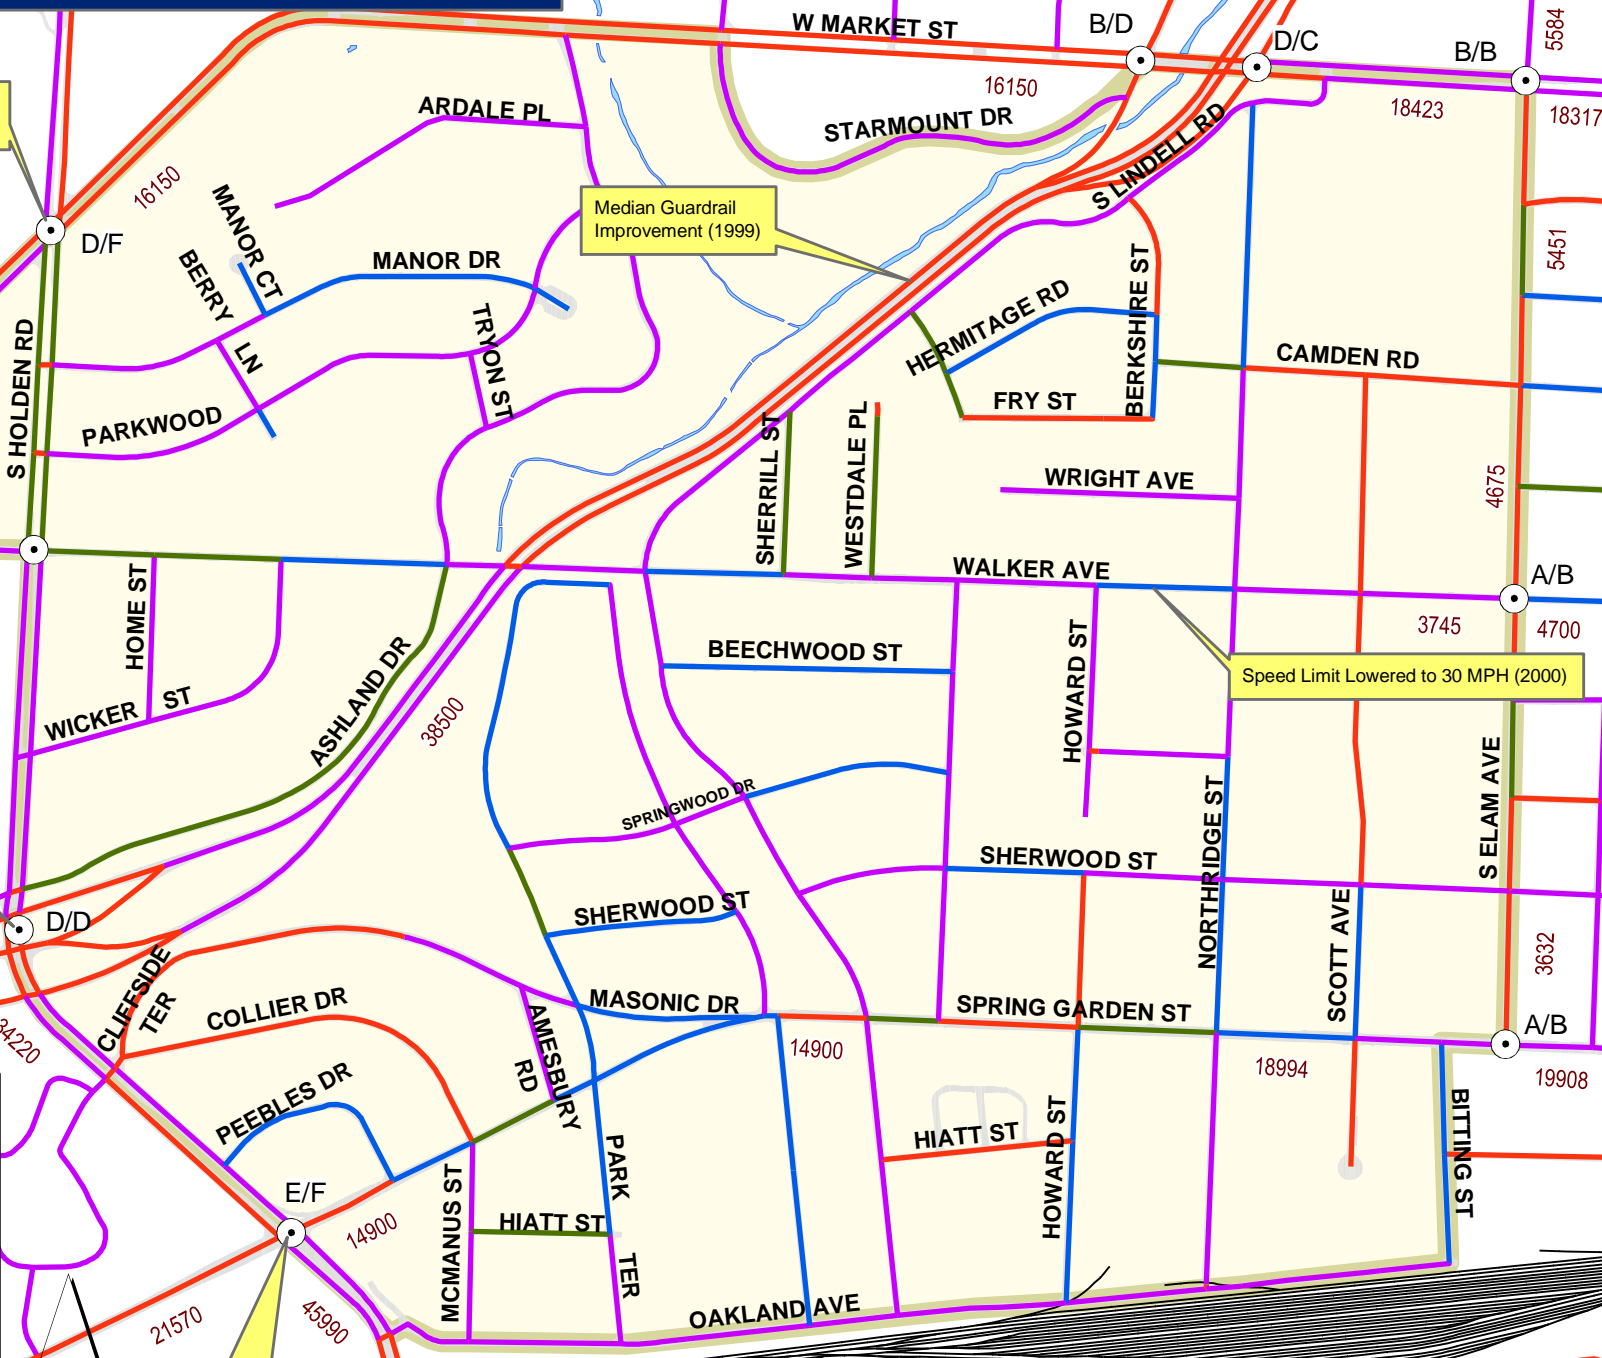 W MARKET ST
B/D
D/C
B/B
5584
16150
18423
18317
ARDALE PL
STARMOUNT DR
S LINDELL RD
16150
MANOR CT
Median Guardrail
Improvement (1999)
D/F
BERRY
LN
MANOR DR
5451
TRYON ST
HERMITAGE RD
BERKSHIRE ST
CAMDEN RD
S HOLDEN RD
PARKWOOD
FRY ST
SHERRILL ST
WESTDALE PL
WRIGHT AVE
4675
WALKER AVE
A/B
HOME ST
3745
4700
BEECHWOOD ST
HOWARD ST
Speed Limit Lowered to 30 MPH (2000)
WICKER ST
ASHLAND DR
38500
SPRINGWOOD DR
NORTHRIDGE ST
S ELAM AVE
SHERWOOD ST
SHERWOOD ST
SCOTT AVE
D/D
3632
CLIFFSIDE
TER
COLLIER DR
MASONIC DR
SPRING GARDEN ST
A/B
34220
AMESBURY
RD
14900
18994
19908
PEEBLES DR
BITTING ST
HIATT ST
HOWARD ST
PARK
TER
E/F
MCMANUS ST
14900
HIATT ST
21570
45990
OAKLAND AVE